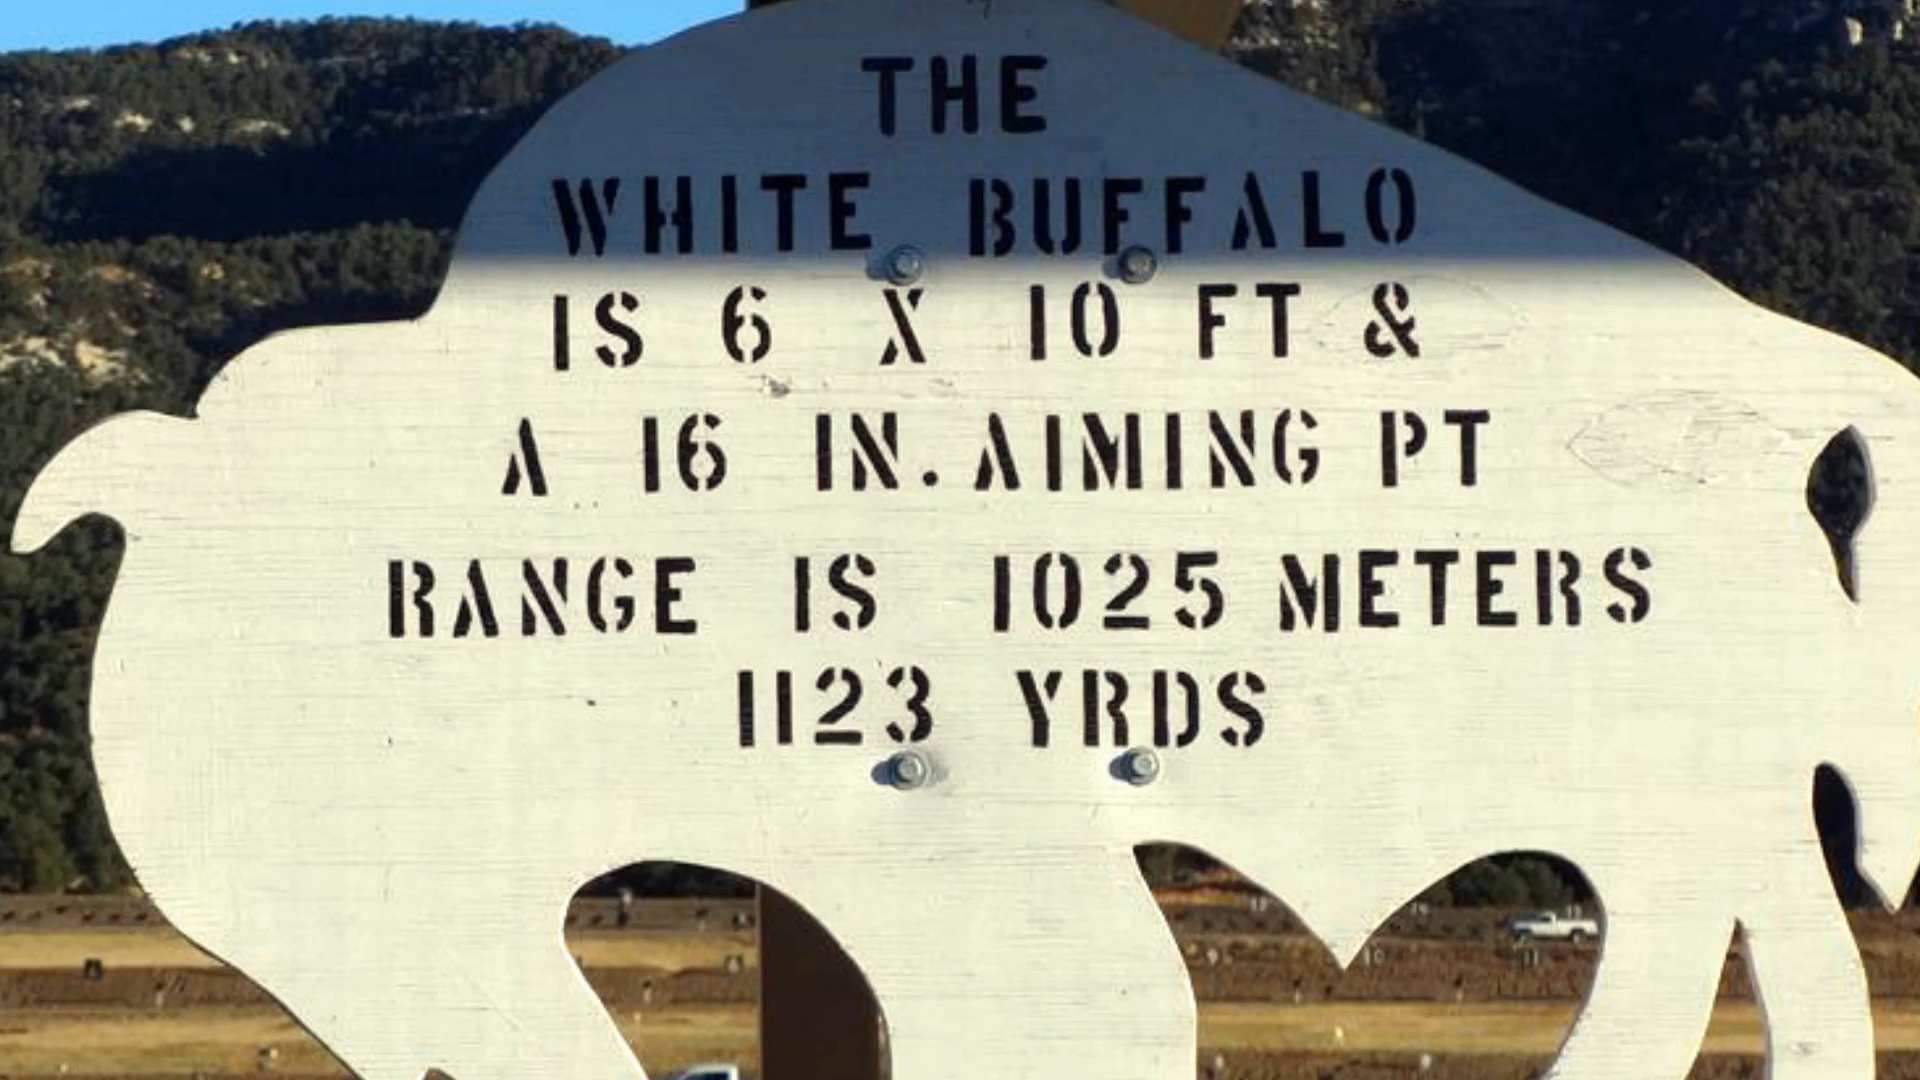 THE
WHITE BUFFALO
IS 6 X 10 FT &
A 16 IN. AIMING PT
RANGE IS 1025 METERS
1123 YRDS